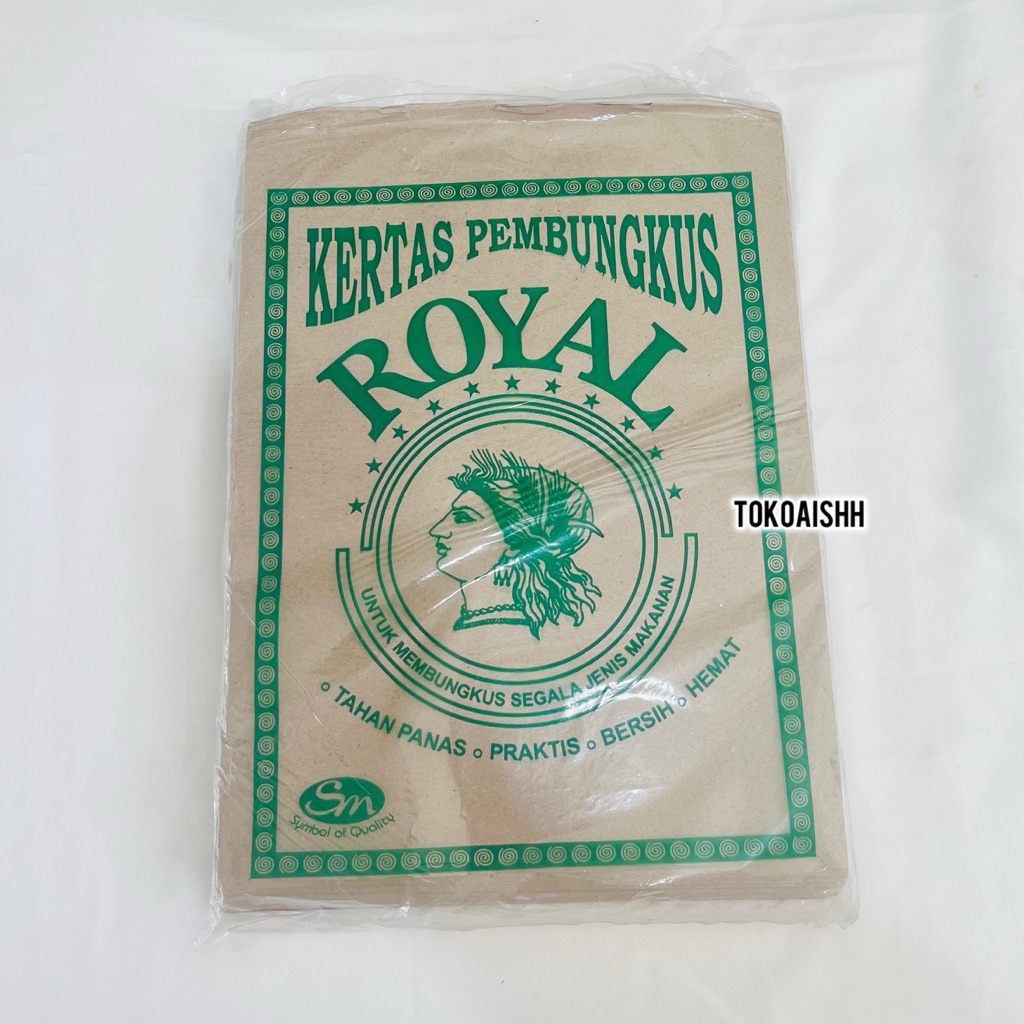 KERTAS PEMBUNGKUS
ROYAL
TOKOAISHH
UNTUK MEMBUNGKUS SEGALA JENIS MAKANAN
TAHAN PANAS PRAKTIS BERSIH HEMAT
Sm
Symbol of Quality